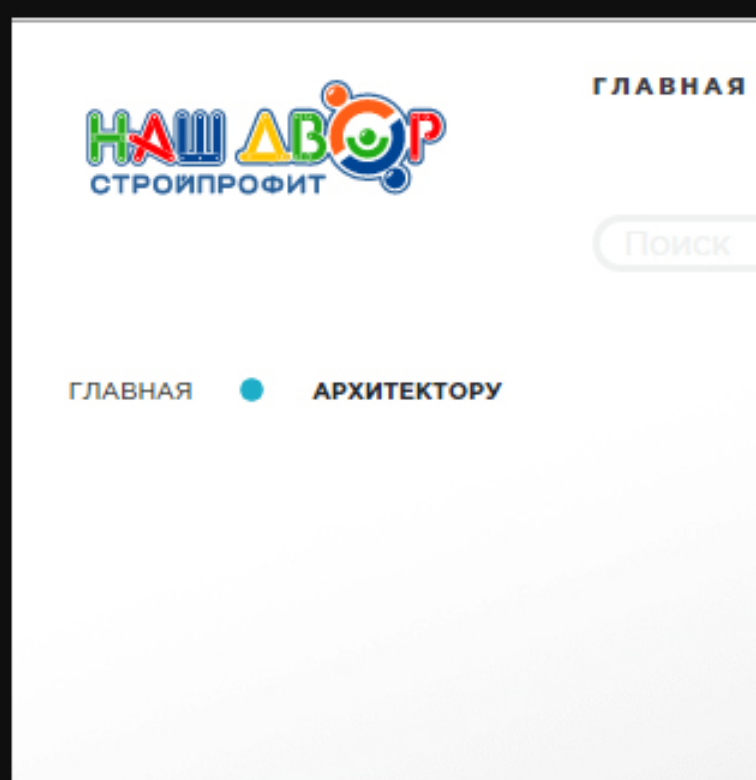 ГЛАВНАЯ
НАШ ДВОР
СТРОЙПРОФИТ
Поиск
ГЛАВНАЯ
АРХИТЕКТОРУ